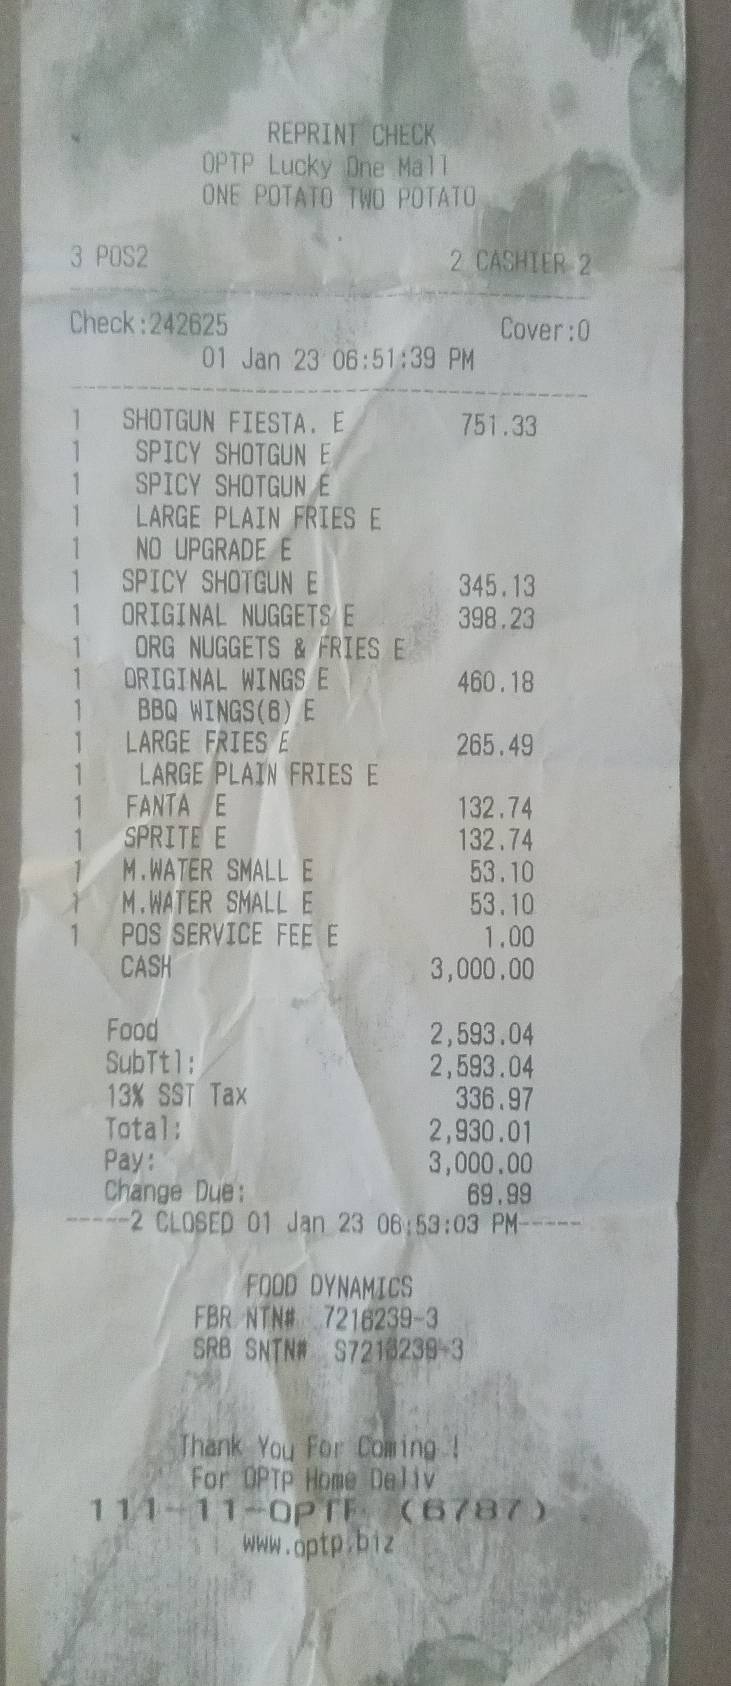 REPRINT CHECK
OPTP Lucky One Mall
ONE POTATO TWO POTATO
3 POS2 2 CASHIER 2
Check:242625 Cover:0
01 Jan 23 06:51:39 PM
1 SHOTGUN FIESTA. E 751.33
1 SPICY SHOTGUN E
1 SPICY SHOTGUN E
1 LARGE PLAIN FRIES E
1 NO UPGRADE E
1 SPICY SHOTGUN E 345.13
1 ORIGINAL NUGGETS E 398.23
1 ORG NUGGETS & FRIES E
1 ORIGINAL WINGS E 460.18
1 BBQ WINGS(6) E
1 LARGE FRIES E 265.49
1 LARGE PLAIN FRIES E
1 FANTA E 132.74
1 SPRITE E 132.74
1 M.WATER SMALL E 53.10
1 M.WATER SMALL E 53.10
1 POS SERVICE FEE E 1.00
CASH 3,000.00
Food 2,593.04
SubTtl: 2,593.04
13% SST Tax 336.97
Total: 2,930.01
Pay: 3,000.00
Change Due: 69.99
-----2 CLOSED 01 Jan 23 06:53:03 PM-----
FOOD DYNAMICS
FBR NTN# 7216239-3
SRB SNTN# S7216239-3
Thank You For Coming !
For OPTP Home Deliv
111-11-OPTP (6787)
www.optp.biz